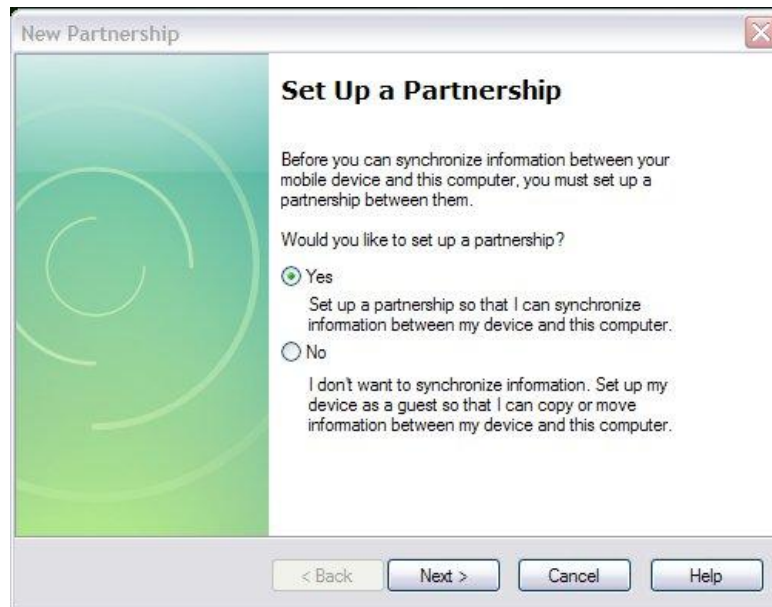 New Partnership
Set Up a Partnership
Before you can synchronize information between your
mobile device and this computer, you must set up a
partnership between them.
Would you like to set up a partnership?
Yes
Set up a partnership so that I can synchronize
information between my device and this computer.
No
I don't want to synchronize information. Set up my
device as a guest so that I can copy or move
information between my device and this computer.
< Back Next > Cancel Help